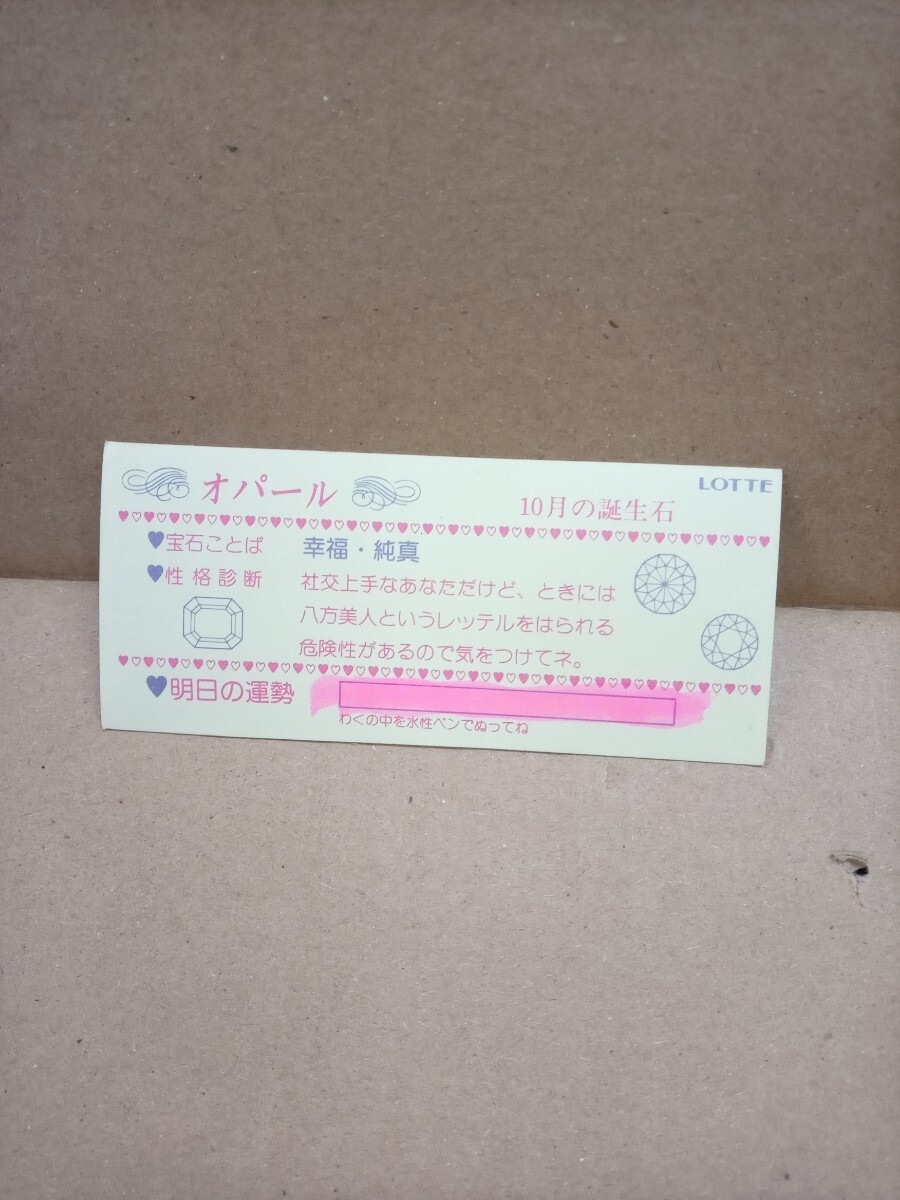 オパール
LOTTE
10月の誕生石
♥宝石ことば 幸福・純真
♥性格診断 社交上手なあなただけど、ときには
八方美人というレッテルをはられる
危険性があるので気をつけてネ。
♥明日の運勢
わくの中を水性ペンでぬってね